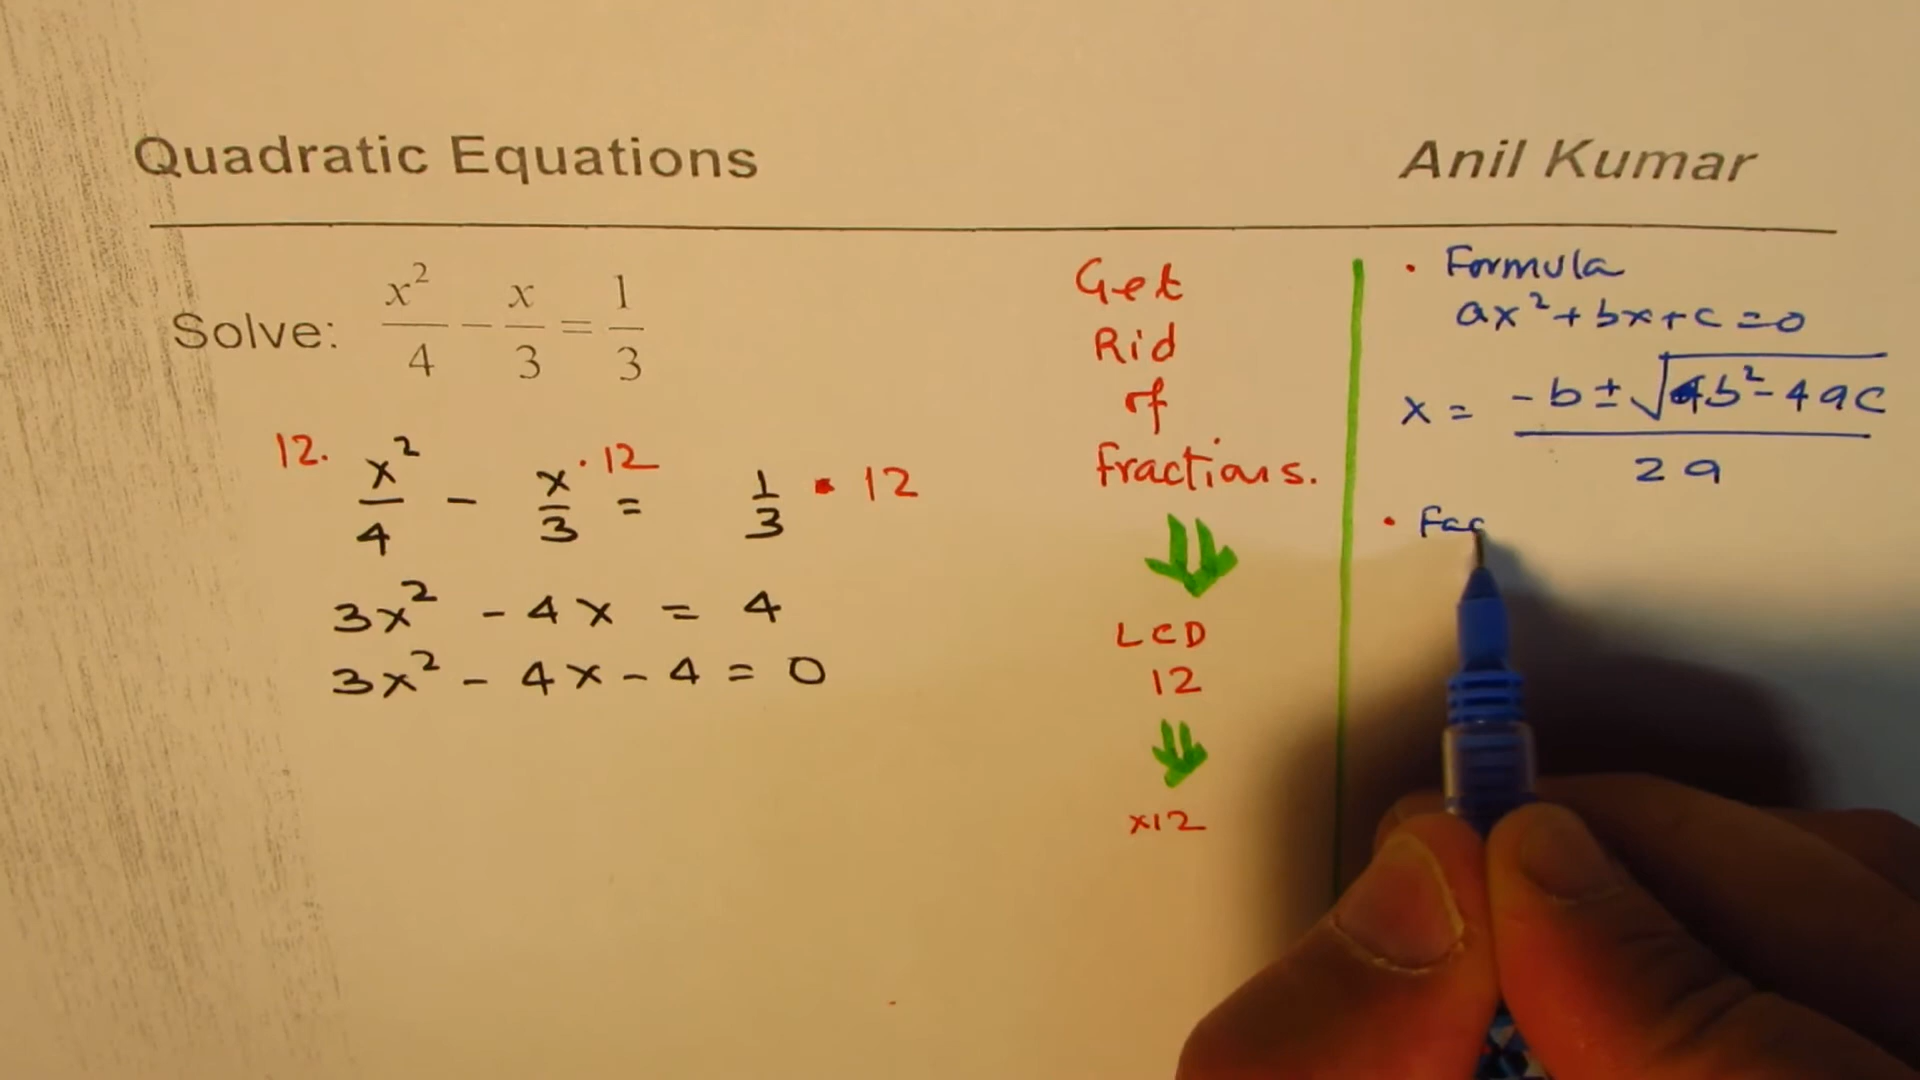 Quadratic Equations
Anil Kumar
Solve: x²/4 − x/3 = 1/3
12. x²/4 − x/3 · 12 = 1/3 · 12
3x² − 4x = 4
3x² − 4x − 4 = 0
Get
Rid
of
Fractions.
LCD
12
×12
• Formula
ax² + bx + c = 0
x = −b ± √b² − 4ac / 2a
• Fac